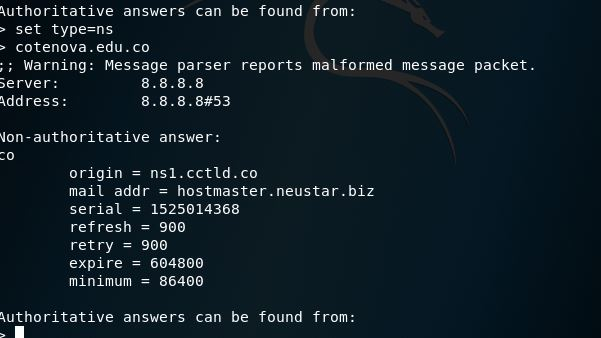 Authoritative answers can be found from:
> set type=ns
> cotenova.edu.co
;; Warning: Message parser reports malformed message packet.
Server:         8.8.8.8
Address:        8.8.8.8#53
Non-authoritative answer:
co
        origin = ns1.cctld.co
        mail addr = hostmaster.neustar.biz
        serial = 1525014368
        refresh = 900
        retry = 900
        expire = 604800
        minimum = 86400
Authoritative answers can be found from:
>